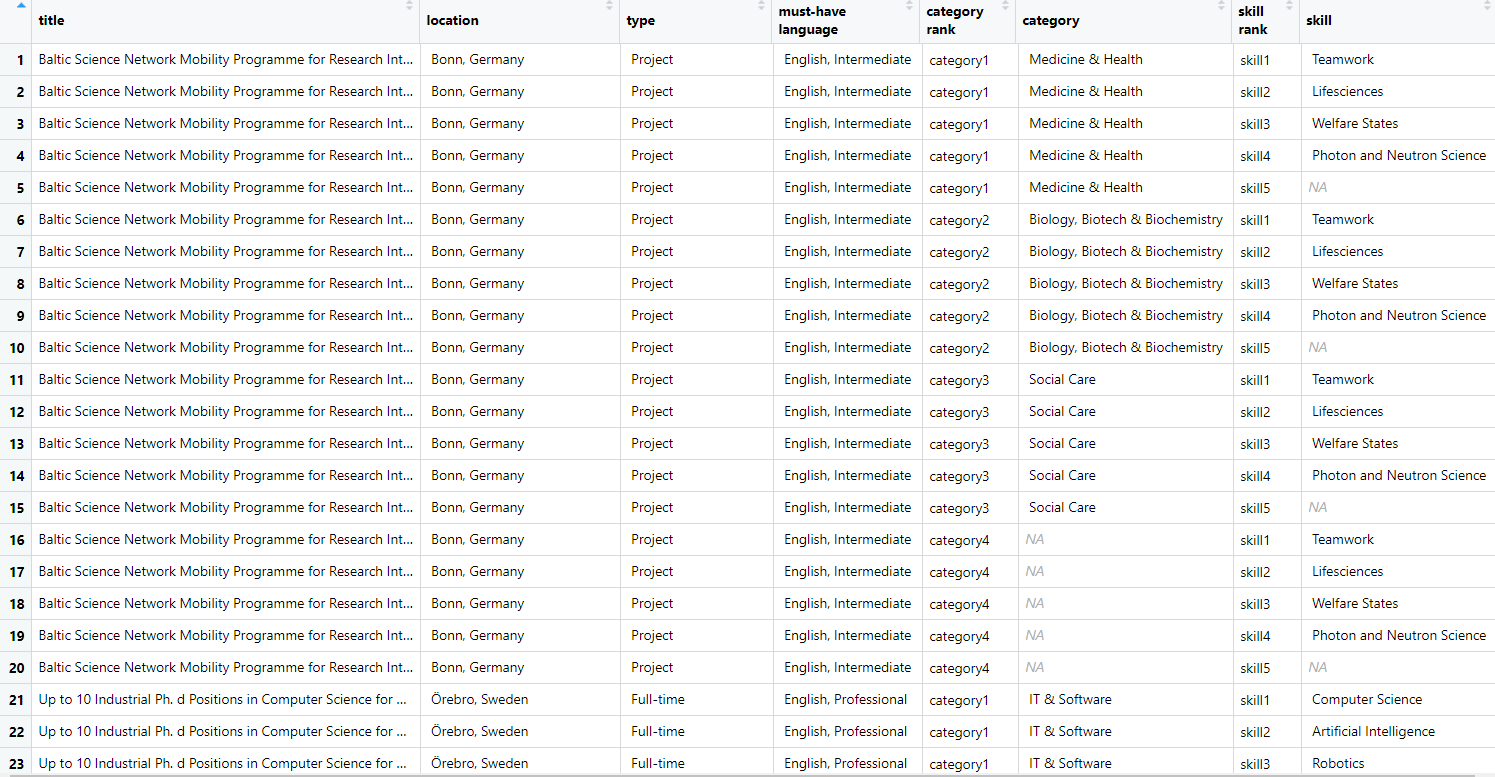 title location type must-have language category rank category skill rank skill
1 Baltic Science Network Mobility Programme for Research Int... Bonn, Germany Project English, Intermediate category1 Medicine & Health skill1 Teamwork
2 Baltic Science Network Mobility Programme for Research Int... Bonn, Germany Project English, Intermediate category1 Medicine & Health skill2 Lifesciences
3 Baltic Science Network Mobility Programme for Research Int... Bonn, Germany Project English, Intermediate category1 Medicine & Health skill3 Welfare States
4 Baltic Science Network Mobility Programme for Research Int... Bonn, Germany Project English, Intermediate category1 Medicine & Health skill4 Photon and Neutron Science
5 Baltic Science Network Mobility Programme for Research Int... Bonn, Germany Project English, Intermediate category1 Medicine & Health skill5 NA
6 Baltic Science Network Mobility Programme for Research Int... Bonn, Germany Project English, Intermediate category2 Biology, Biotech & Biochemistry skill1 Teamwork
7 Baltic Science Network Mobility Programme for Research Int... Bonn, Germany Project English, Intermediate category2 Biology, Biotech & Biochemistry skill2 Lifesciences
8 Baltic Science Network Mobility Programme for Research Int... Bonn, Germany Project English, Intermediate category2 Biology, Biotech & Biochemistry skill3 Welfare States
9 Baltic Science Network Mobility Programme for Research Int... Bonn, Germany Project English, Intermediate category2 Biology, Biotech & Biochemistry skill4 Photon and Neutron Science
10 Baltic Science Network Mobility Programme for Research Int... Bonn, Germany Project English, Intermediate category2 Biology, Biotech & Biochemistry skill5 NA
11 Baltic Science Network Mobility Programme for Research Int... Bonn, Germany Project English, Intermediate category3 Social Care skill1 Teamwork
12 Baltic Science Network Mobility Programme for Research Int... Bonn, Germany Project English, Intermediate category3 Social Care skill2 Lifesciences
13 Baltic Science Network Mobility Programme for Research Int... Bonn, Germany Project English, Intermediate category3 Social Care skill3 Welfare States
14 Baltic Science Network Mobility Programme for Research Int... Bonn, Germany Project English, Intermediate category3 Social Care skill4 Photon and Neutron Science
15 Baltic Science Network Mobility Programme for Research Int... Bonn, Germany Project English, Intermediate category3 Social Care skill5 NA
16 Baltic Science Network Mobility Programme for Research Int... Bonn, Germany Project English, Intermediate category4 NA skill1 Teamwork
17 Baltic Science Network Mobility Programme for Research Int... Bonn, Germany Project English, Intermediate category4 NA skill2 Lifesciences
18 Baltic Science Network Mobility Programme for Research Int... Bonn, Germany Project English, Intermediate category4 NA skill3 Welfare States
19 Baltic Science Network Mobility Programme for Research Int... Bonn, Germany Project English, Intermediate category4 NA skill4 Photon and Neutron Science
20 Baltic Science Network Mobility Programme for Research Int... Bonn, Germany Project English, Intermediate category4 NA skill5 NA
21 Up to 10 Industrial Ph. d Positions in Computer Science for ... Örebro, Sweden Full-time English, Professional category1 IT & Software skill1 Computer Science
22 Up to 10 Industrial Ph. d Positions in Computer Science for ... Örebro, Sweden Full-time English, Professional category1 IT & Software skill2 Artificial Intelligence
23 Up to 10 Industrial Ph. d Positions in Computer Science for ... Örebro, Sweden Full-time English, Professional category1 IT & Software skill3 Robotics